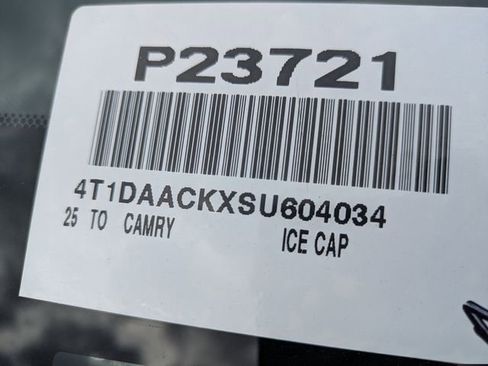 P23721
4T1DAACKXSU604034
25 TO CAMRY ICE CAP